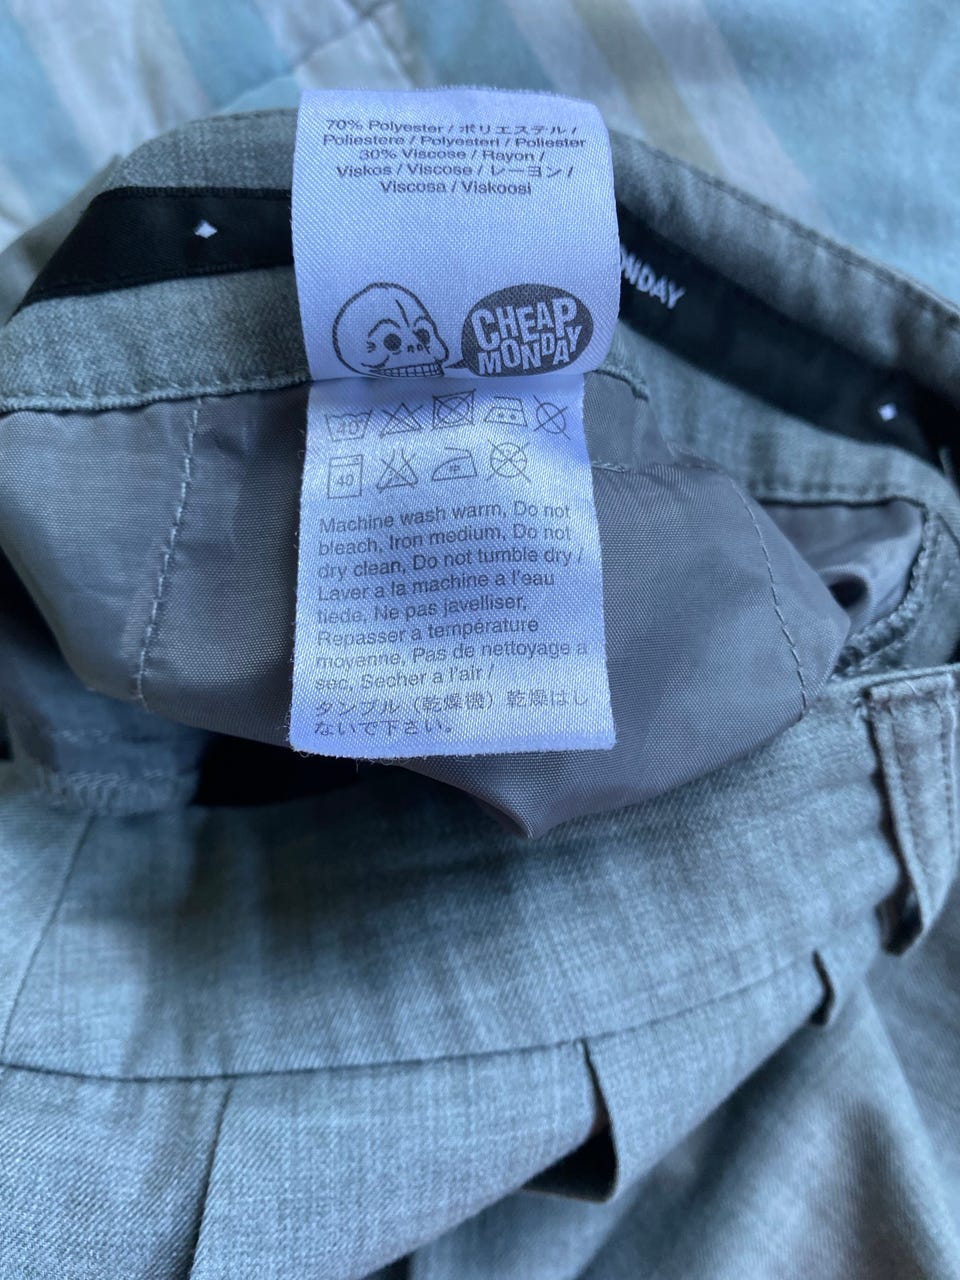 70% Polyester / ポリエステル /
Poliestere / Polyesteri / Poliester
30% Viscose / Rayon /
Viskos / Viscose / レーヨン /
Viscosa / Viskoosi
CHEAP
MONDAY
40°
40
Machine wash warm, Do not
bleach, Iron medium, Do not
dry clean, Do not tumble dry /
Laver a la machine a l'eau
tiede, Ne pas javelliser,
Repasser a température
moyenne, Pas de nettoyage a
sec, Secher a l'air /
タンブル（乾燥機）乾燥はし
ないで下さい。
ONDAY